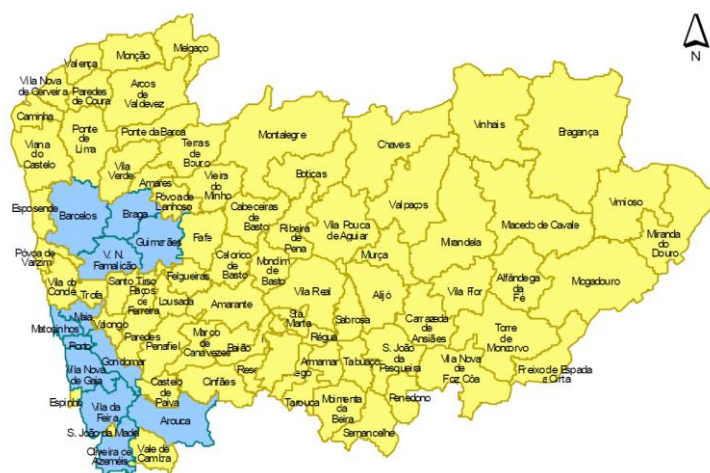 Melgaço
Monção
Valença
Vila Nova
de Cerveira
Paredes
de Coura
Arcos
de Valdevez
Caminha
Ponte
de Lima
Ponte da Barca
Viana
do Castelo
Terras
de Bouro
Montalegre
Chaves
Vinhais
Bragança
N
Vila
Verde
Amares
Vieira
do Minho
Boticas
Valpaços
Vimioso
Esposende
Barcelos
Braga
Póvoa de
Lanhoso
Cabeceiras
de Basto
Ribeira
de Pena
Vila Pouca
de Aguiar
Macedo de Cavale
Miranda
do Douro
Guimarães
Fafe
Mirandela
Murça
Póvoa de
Varzim
V. N.
Famalicão
Celorico
de Basto
Mondim
de Basto
Mogadouro
Vila do
Conde
Trofa
Santo Tirso
Felgueiras
Paços
de
Ferreira
Lousada
Amarante
Vila Real
Alijó
Vila Flor
Alfândega
da Fé
Maia
Matosinhos
Valongo
Paredes
Penafiel
Marco
de
Canavezes
Baião
Sta.
Marta
Régua
Sabrosa
Carrazeda
de
Ansiães
Torre
de
Moncorvo
Porto
Gondomar
Vila Nova
de Gaia
Castelo
de
Paiva
Cinfães
Rese
ego
Armamar
Tabuaço
S. João
da
Pesqueira
Vila Nova
de
Foz Côa
Freixo de Espada
a Cinta
Espinho
Vila da
Feira
Arouca
Tarouca
Moimenta
da
Beira
Penedono
Sernancelhe
S. João da Madei
Oliveira de
Azeméis
Vale de
Cambra